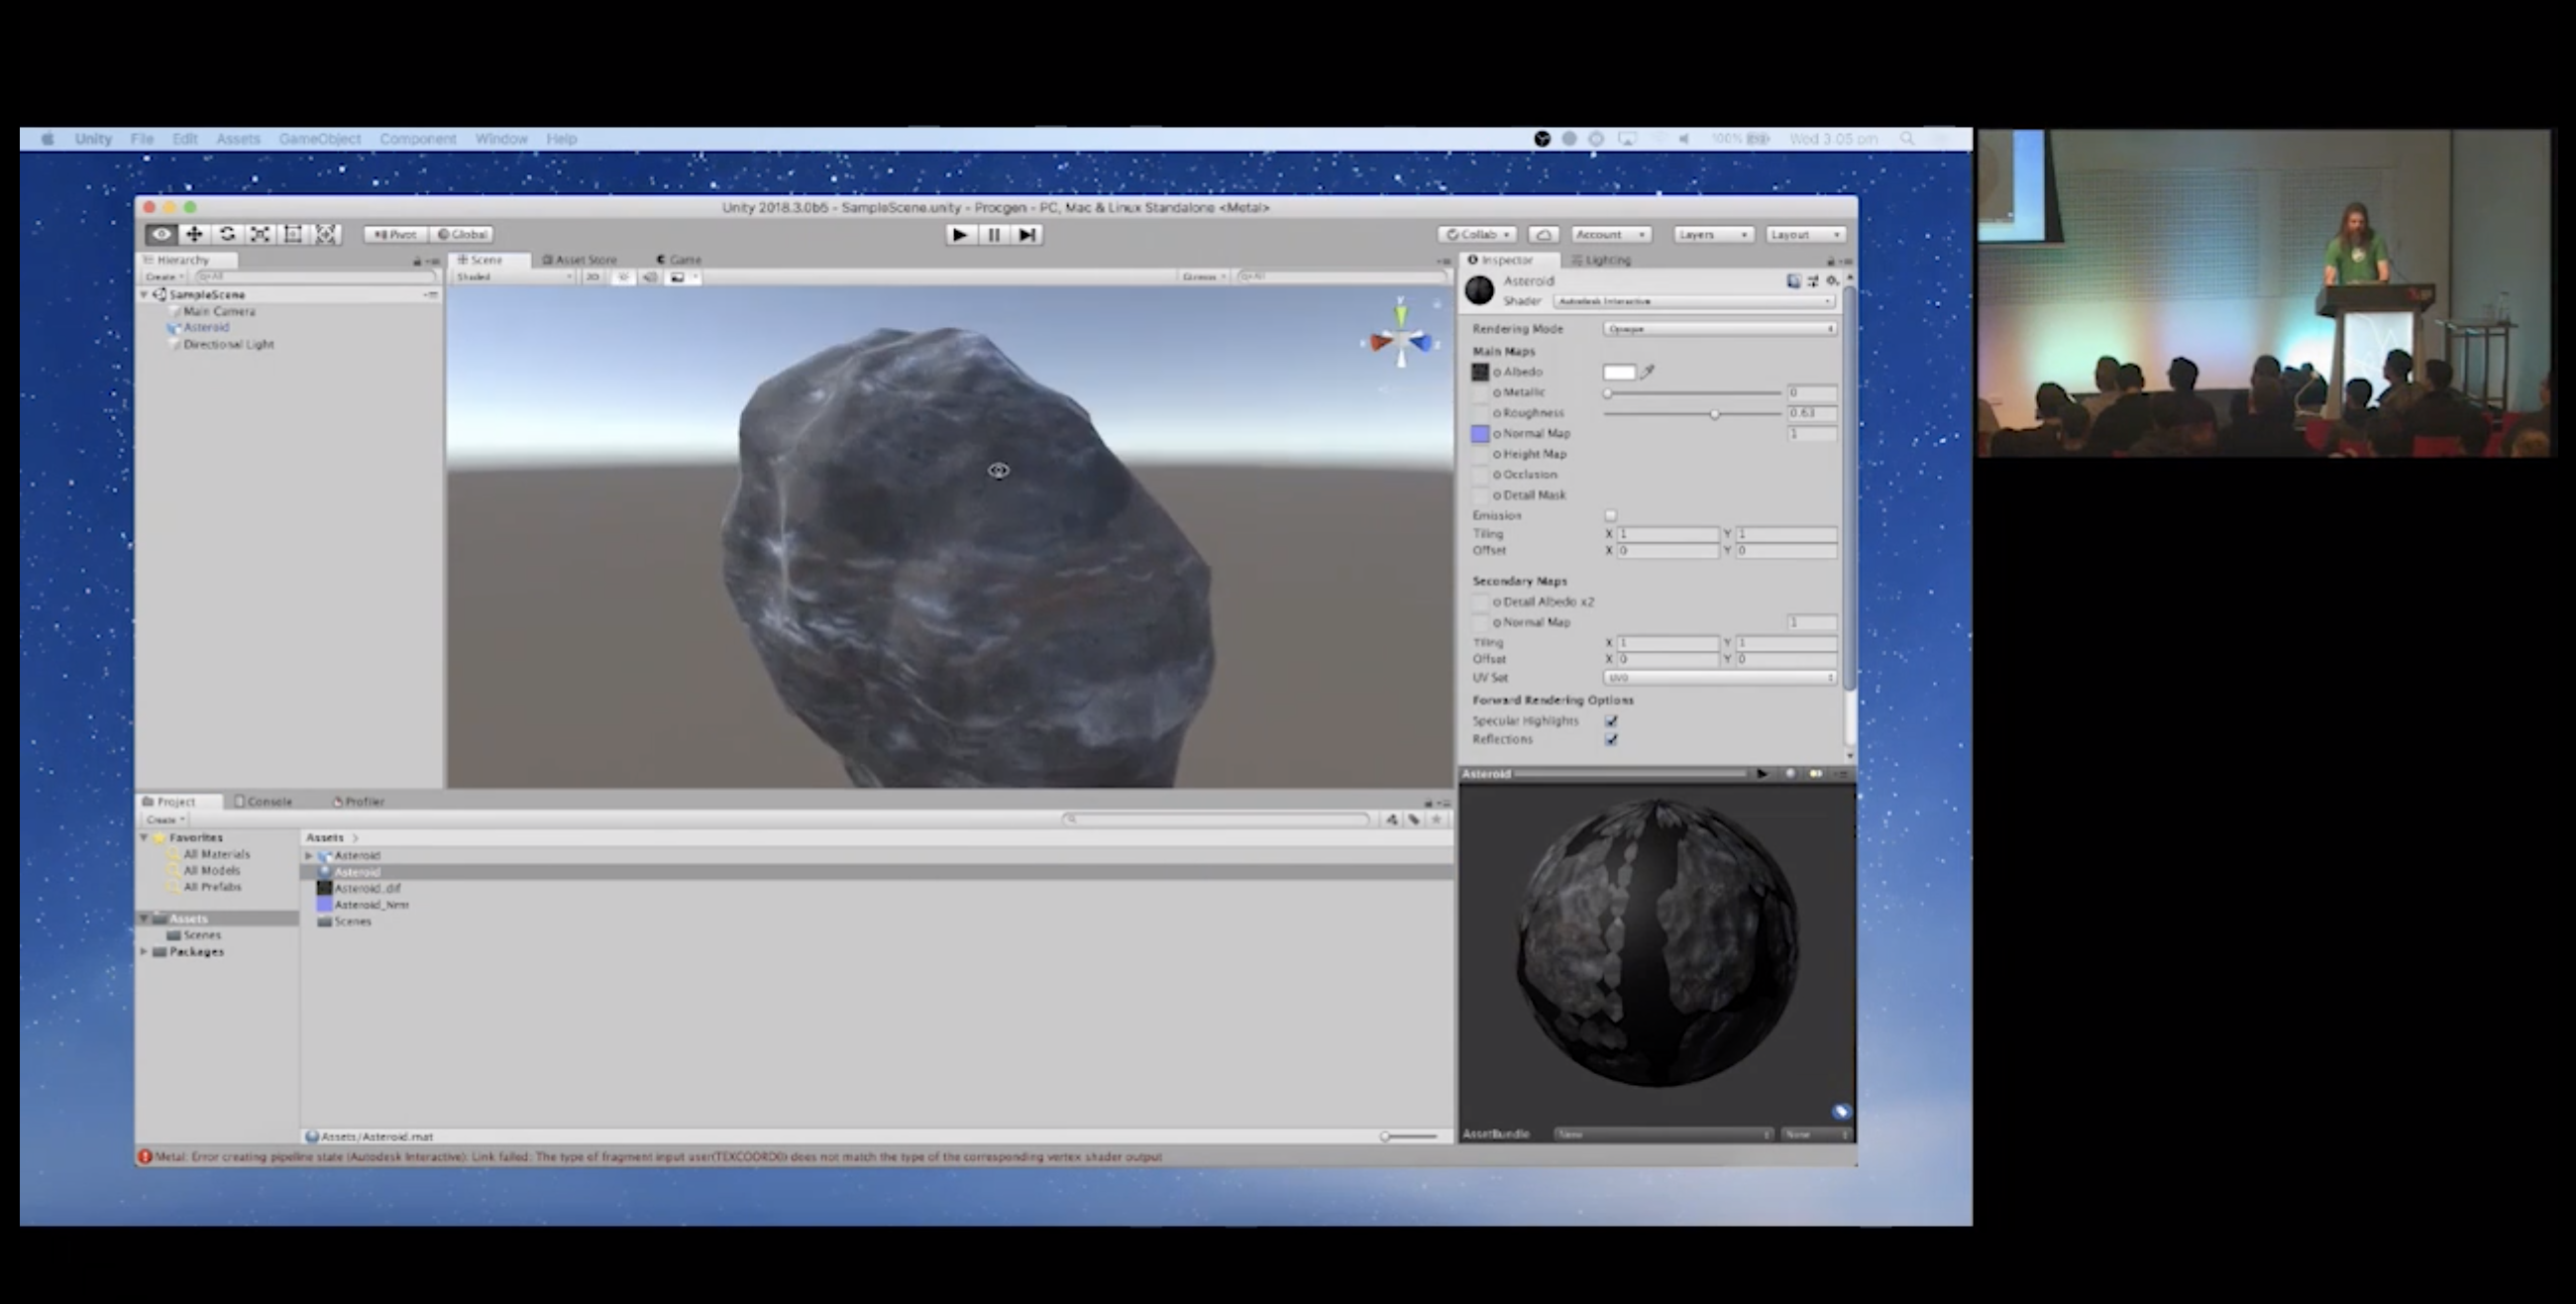 Unity File Edit Assets GameObject Component Window Help 100% Wed 3:05 pm
Unity 2018.3.0b5 - SampleScene.unity - Procgen - PC, Mac & Linux Standalone <Metal>
Pivot Global Collab Account Layers Layout
Hierarchy
Create
SampleScene
Main Camera
Asteroid
Directional Light
Scene Asset Store Game
Shaded 2D Gizmos
Inspector Lighting
Asteroid
Shader Autodesk Interactive
Rendering Mode Opaque
Main Maps
Albedo
Metallic 0
Roughness 0.63
Normal Map 1
Height Map
Occlusion
Detail Mask
Emission
Tiling X 1 Y 1
Offset X 0 Y 0
Secondary Maps
Detail Albedo x2
Normal Map 1
Tiling X 1 Y 1
Offset X 0 Y 0
UV Set UV0
Forward Rendering Options
Specular Highlights
Reflections
Asteroid
AssetBundle None None
Project Console Profiler
Create
Favorites
All Materials
All Models
All Prefabs
Assets
Scenes
Packages
Assets
Asteroid
Asteroid
Asteroid_dif
Asteroid_Nrm
Scenes
Assets/Asteroid.mat
Metal: Error creating pipeline state (Autodesk Interactive): Link failed: The type of fragment input user(TEXCOORD0) does not match the type of the corresponding vertex shader output